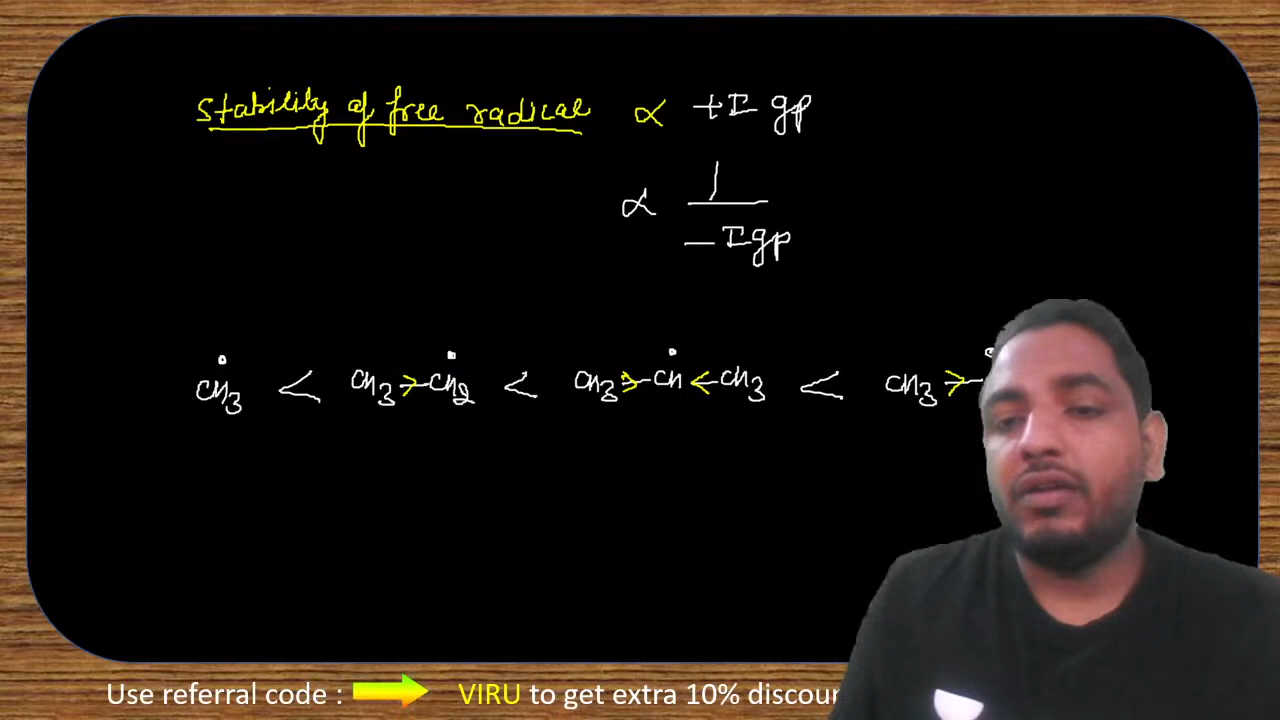 Stability of free radical ∝ +I gp
∝ 1
— I gp
ĊH3 < CH3→ĊH2 < CH3→ĊH←CH3 < CH3→
Use referral code : VIRU to get extra 10% discou